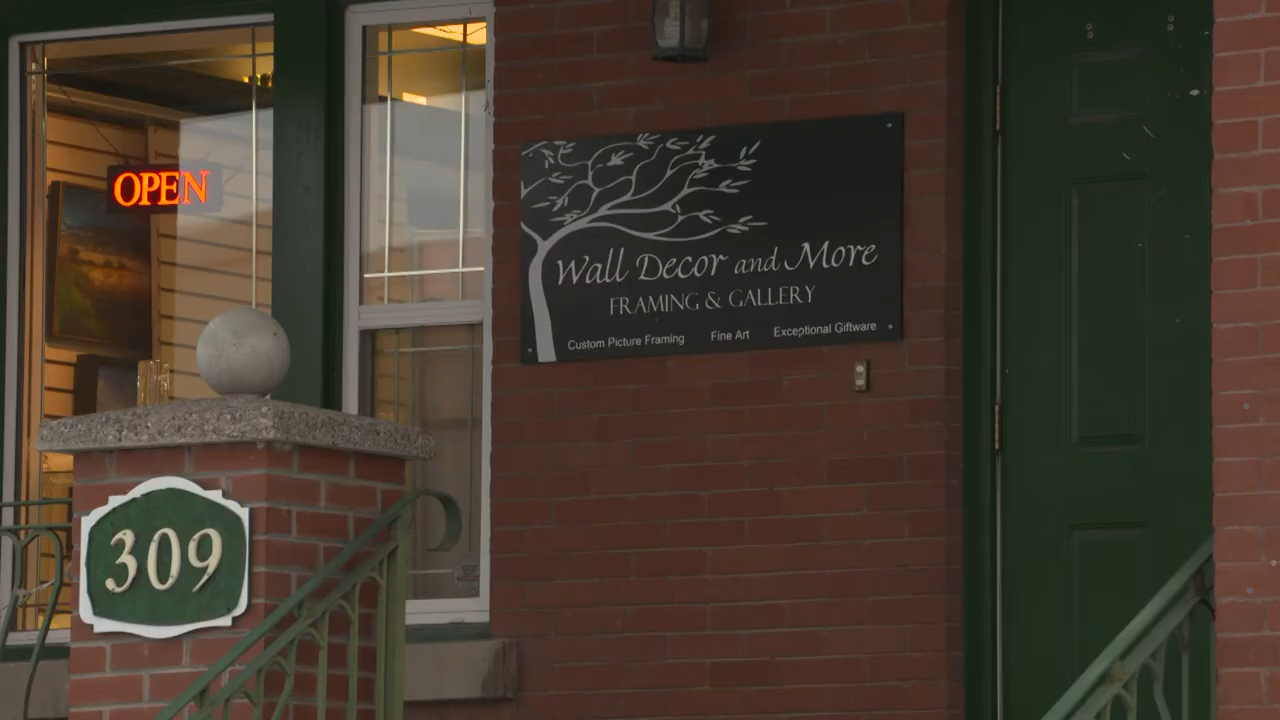 OPEN
Wall Decor and More
FRAMING & GALLERY
Custom Picture Framing Fine Art Exceptional Giftware
309